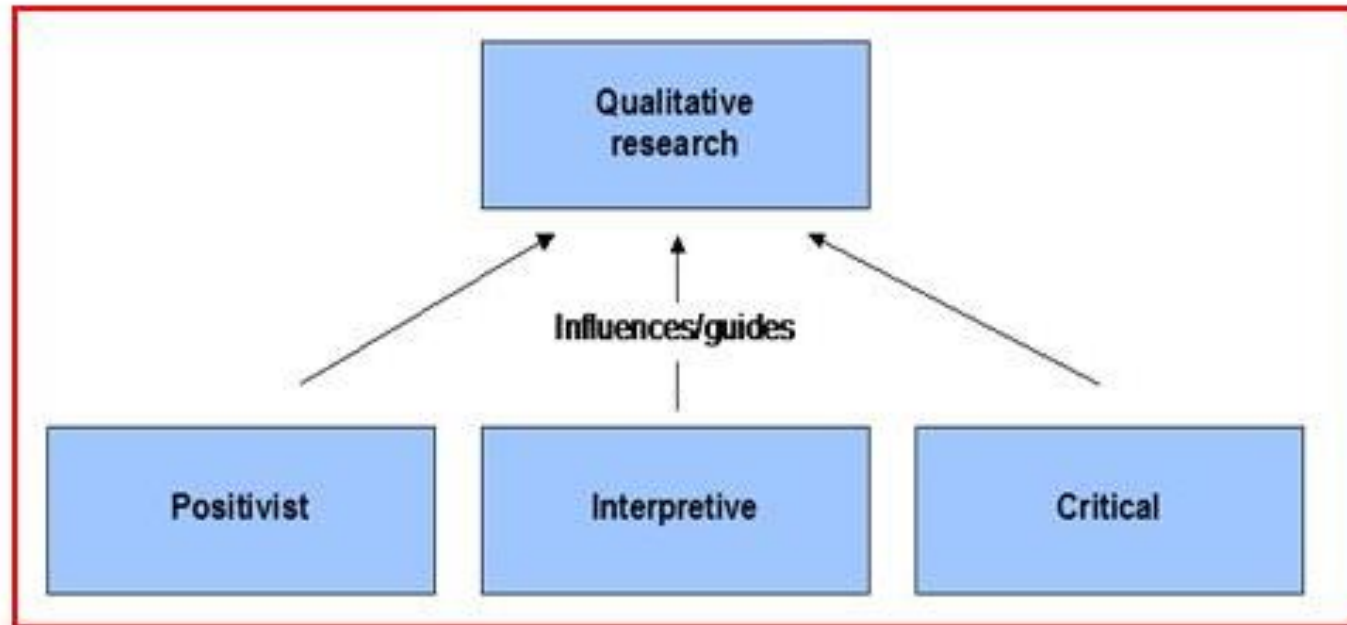 Qualitative
research
Influences/guides
Positivist
Interpretive
Critical